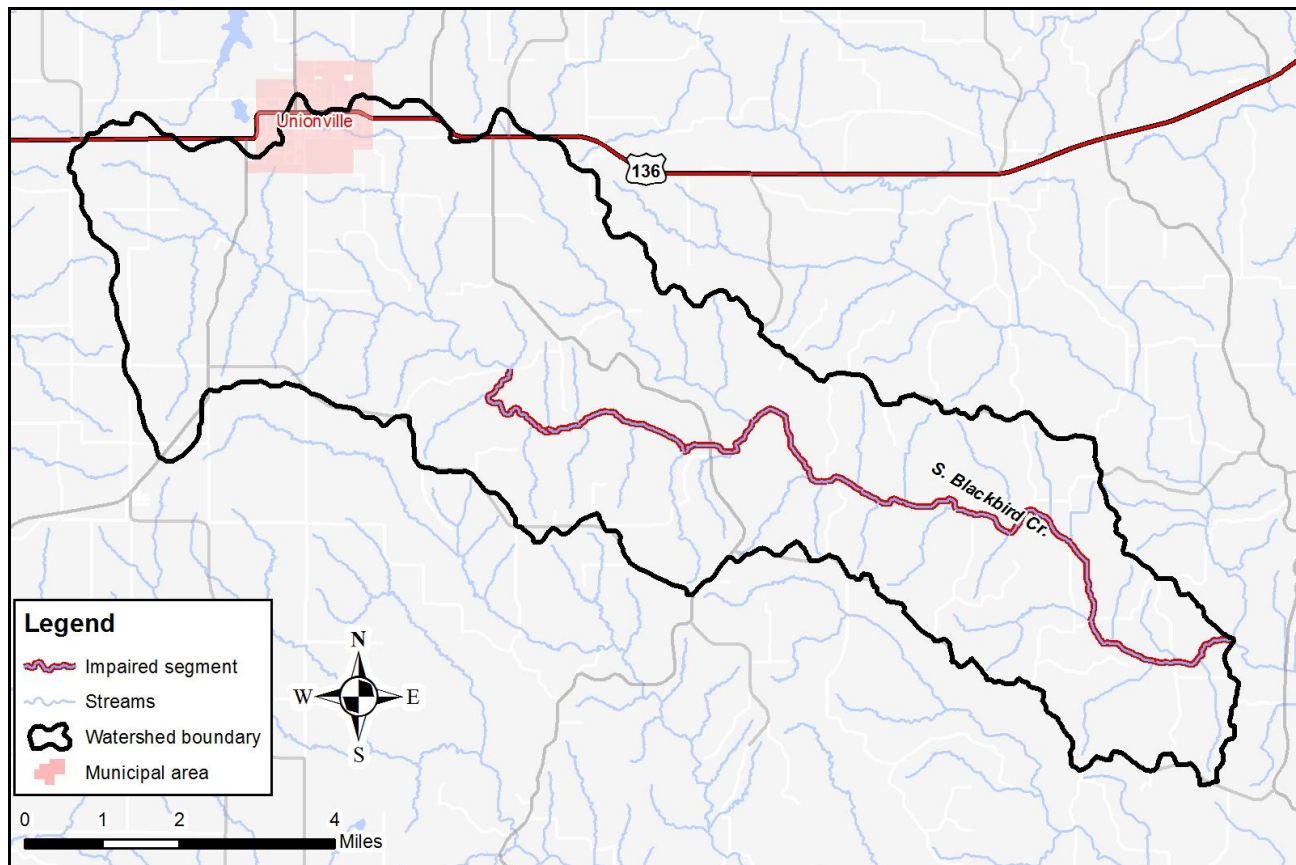 Unionville
136
S. Blackbird Cr.
Legend
Impaired segment
Streams
Watershed boundary
Municipal area
N
W E
S
0 1 2 4
Miles